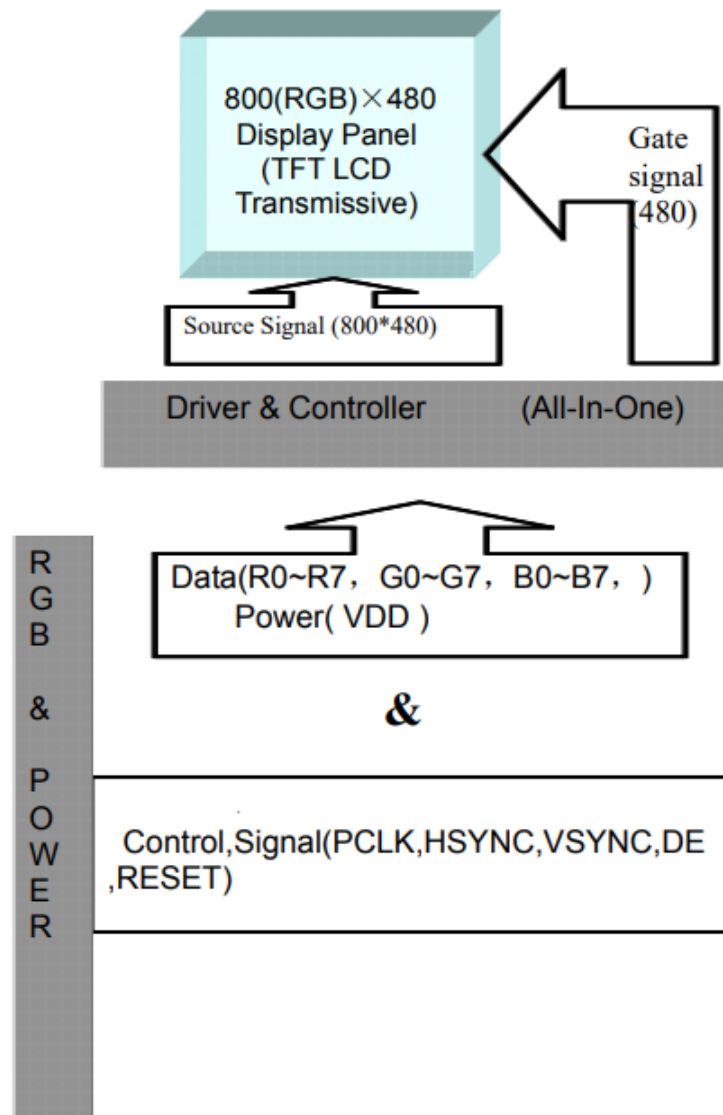 800(RGB)×480
Display Panel
(TFT LCD
Transmissive)
Gate
signal
(480)
Source Signal (800*480)
Driver & Controller (All-In-One)
R
G
B
&
P
O
W
E
R
Data(R0~R7，G0~G7，B0~B7，)
Power( VDD )
&
Control,Signal(PCLK,HSYNC,VSYNC,DE
,RESET)